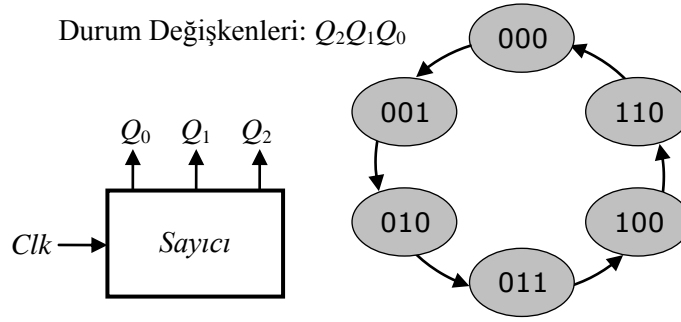 Durum Değişkenleri: Q₂Q₁Q₀
000
001
110
Q₀ Q₁ Q₂
010
100
Clk
Sayıcı
011